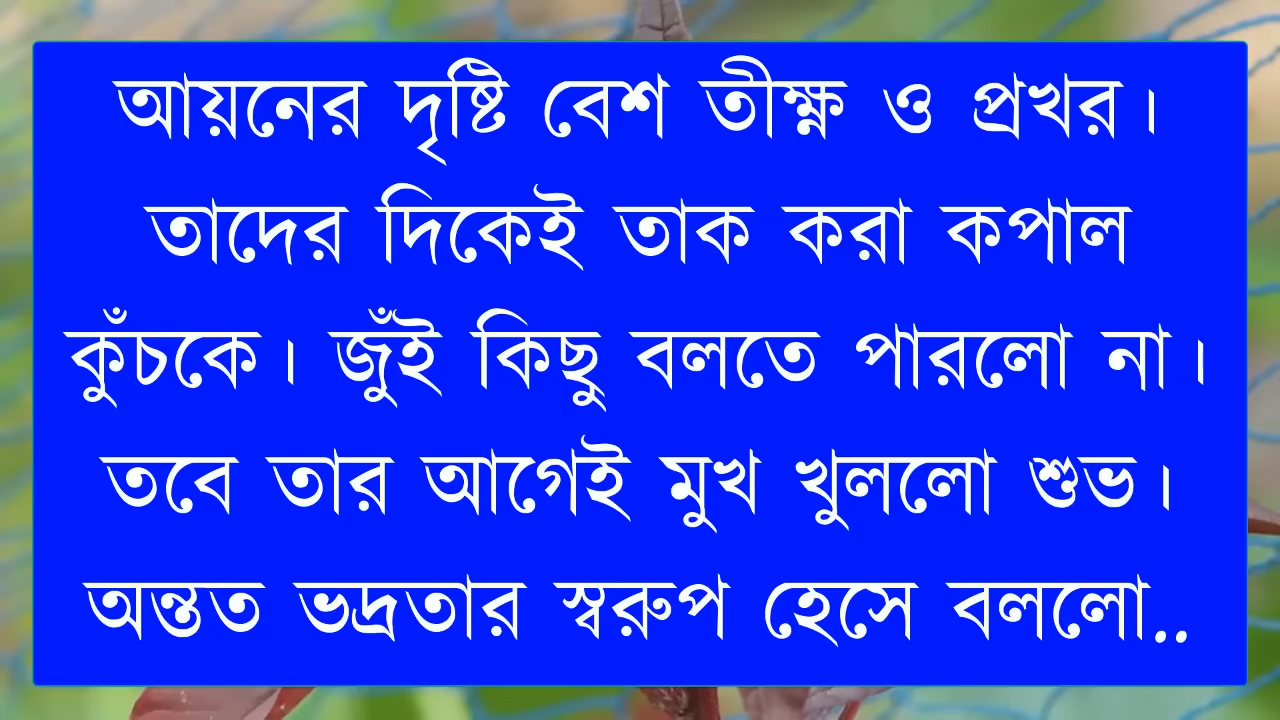 আয়নের দৃষ্টি বেশ তীক্ষ্ণ ও প্রখর।
তাদের দিকেই তাক করা কপাল
কুঁচকে। জুঁই কিছু বলতে পারলো না।
তবে তার আগেই মুখ খুললো শুভ।
অন্তত ভদ্রতার স্বরুপ হেসে বললো..